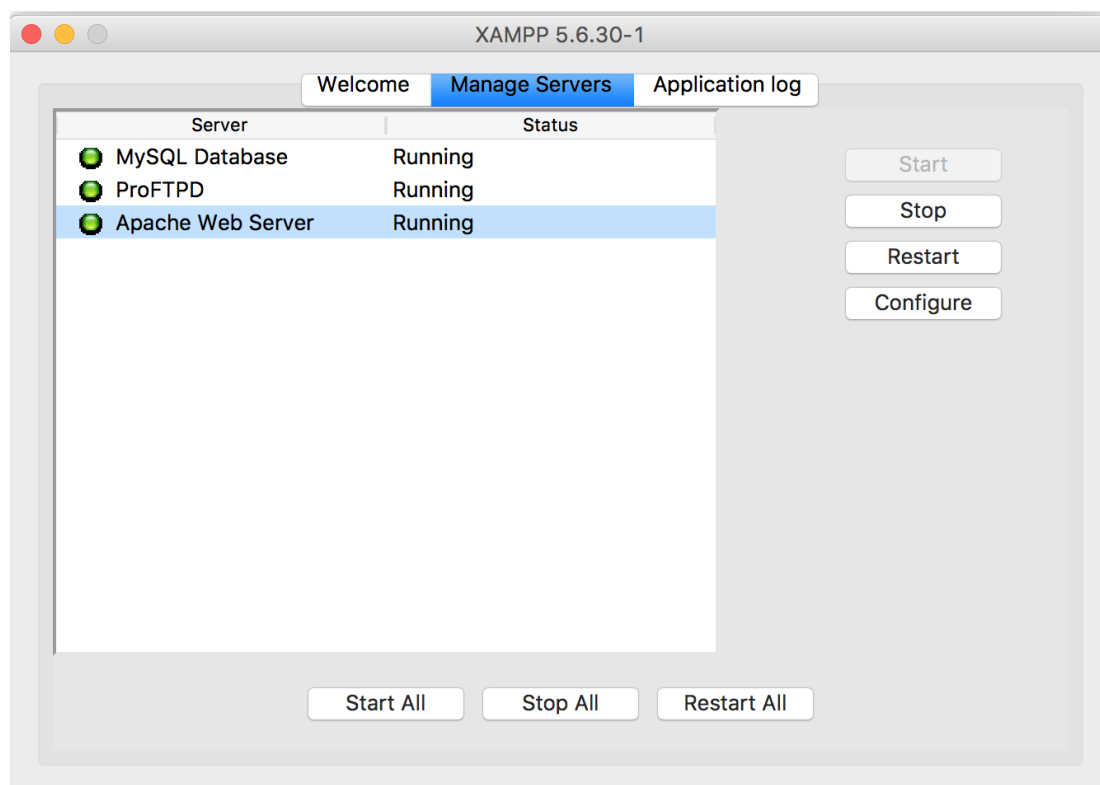 XAMPP 5.6.30-1
Welcome Manage Servers Application log
Server Status
MySQL Database Running
ProFTPD Running
Apache Web Server Running
Start
Stop
Restart
Configure
Start All Stop All Restart All